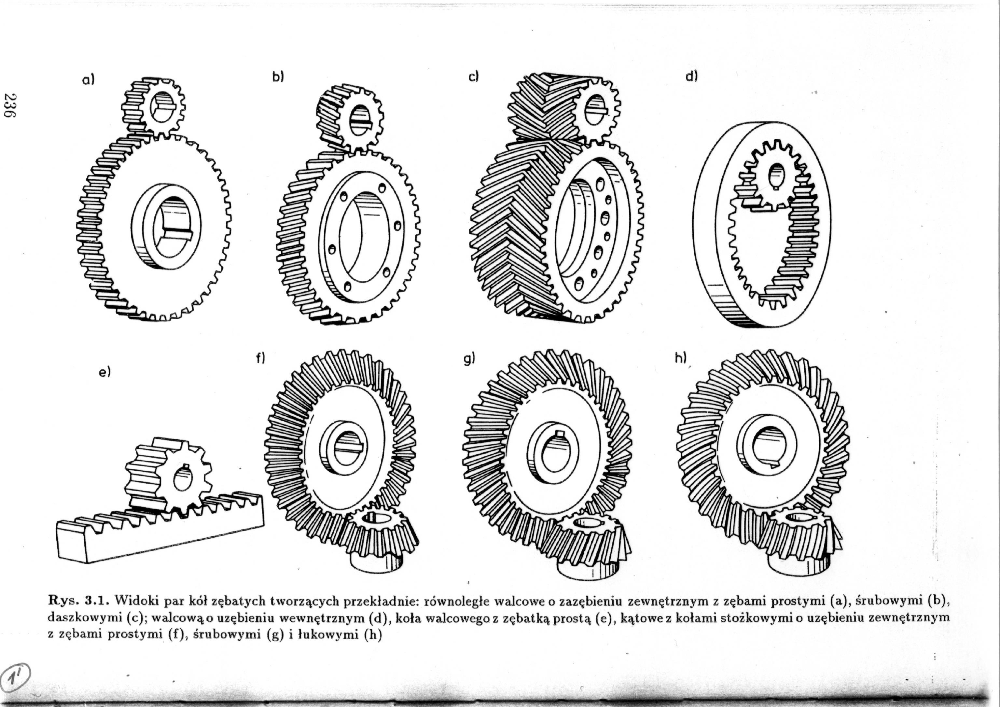 236
a) b) c) d)
e) f) g) h)
Rys. 3.1. Widoki par kół zębatych tworzących przekładnie: równoległe walcowe o zazębieniu zewnętrznym z zębami prostymi (a), śrubowymi (b),
daszkowymi (c); walcową o uzębieniu wewnętrznym (d), koła walcowego z zębatką prostą (e), kątowe z kołami stożkowymi o uzębieniu zewnętrznym
z zębami prostymi (f), śrubowymi (g) i łukowymi (h)
1'